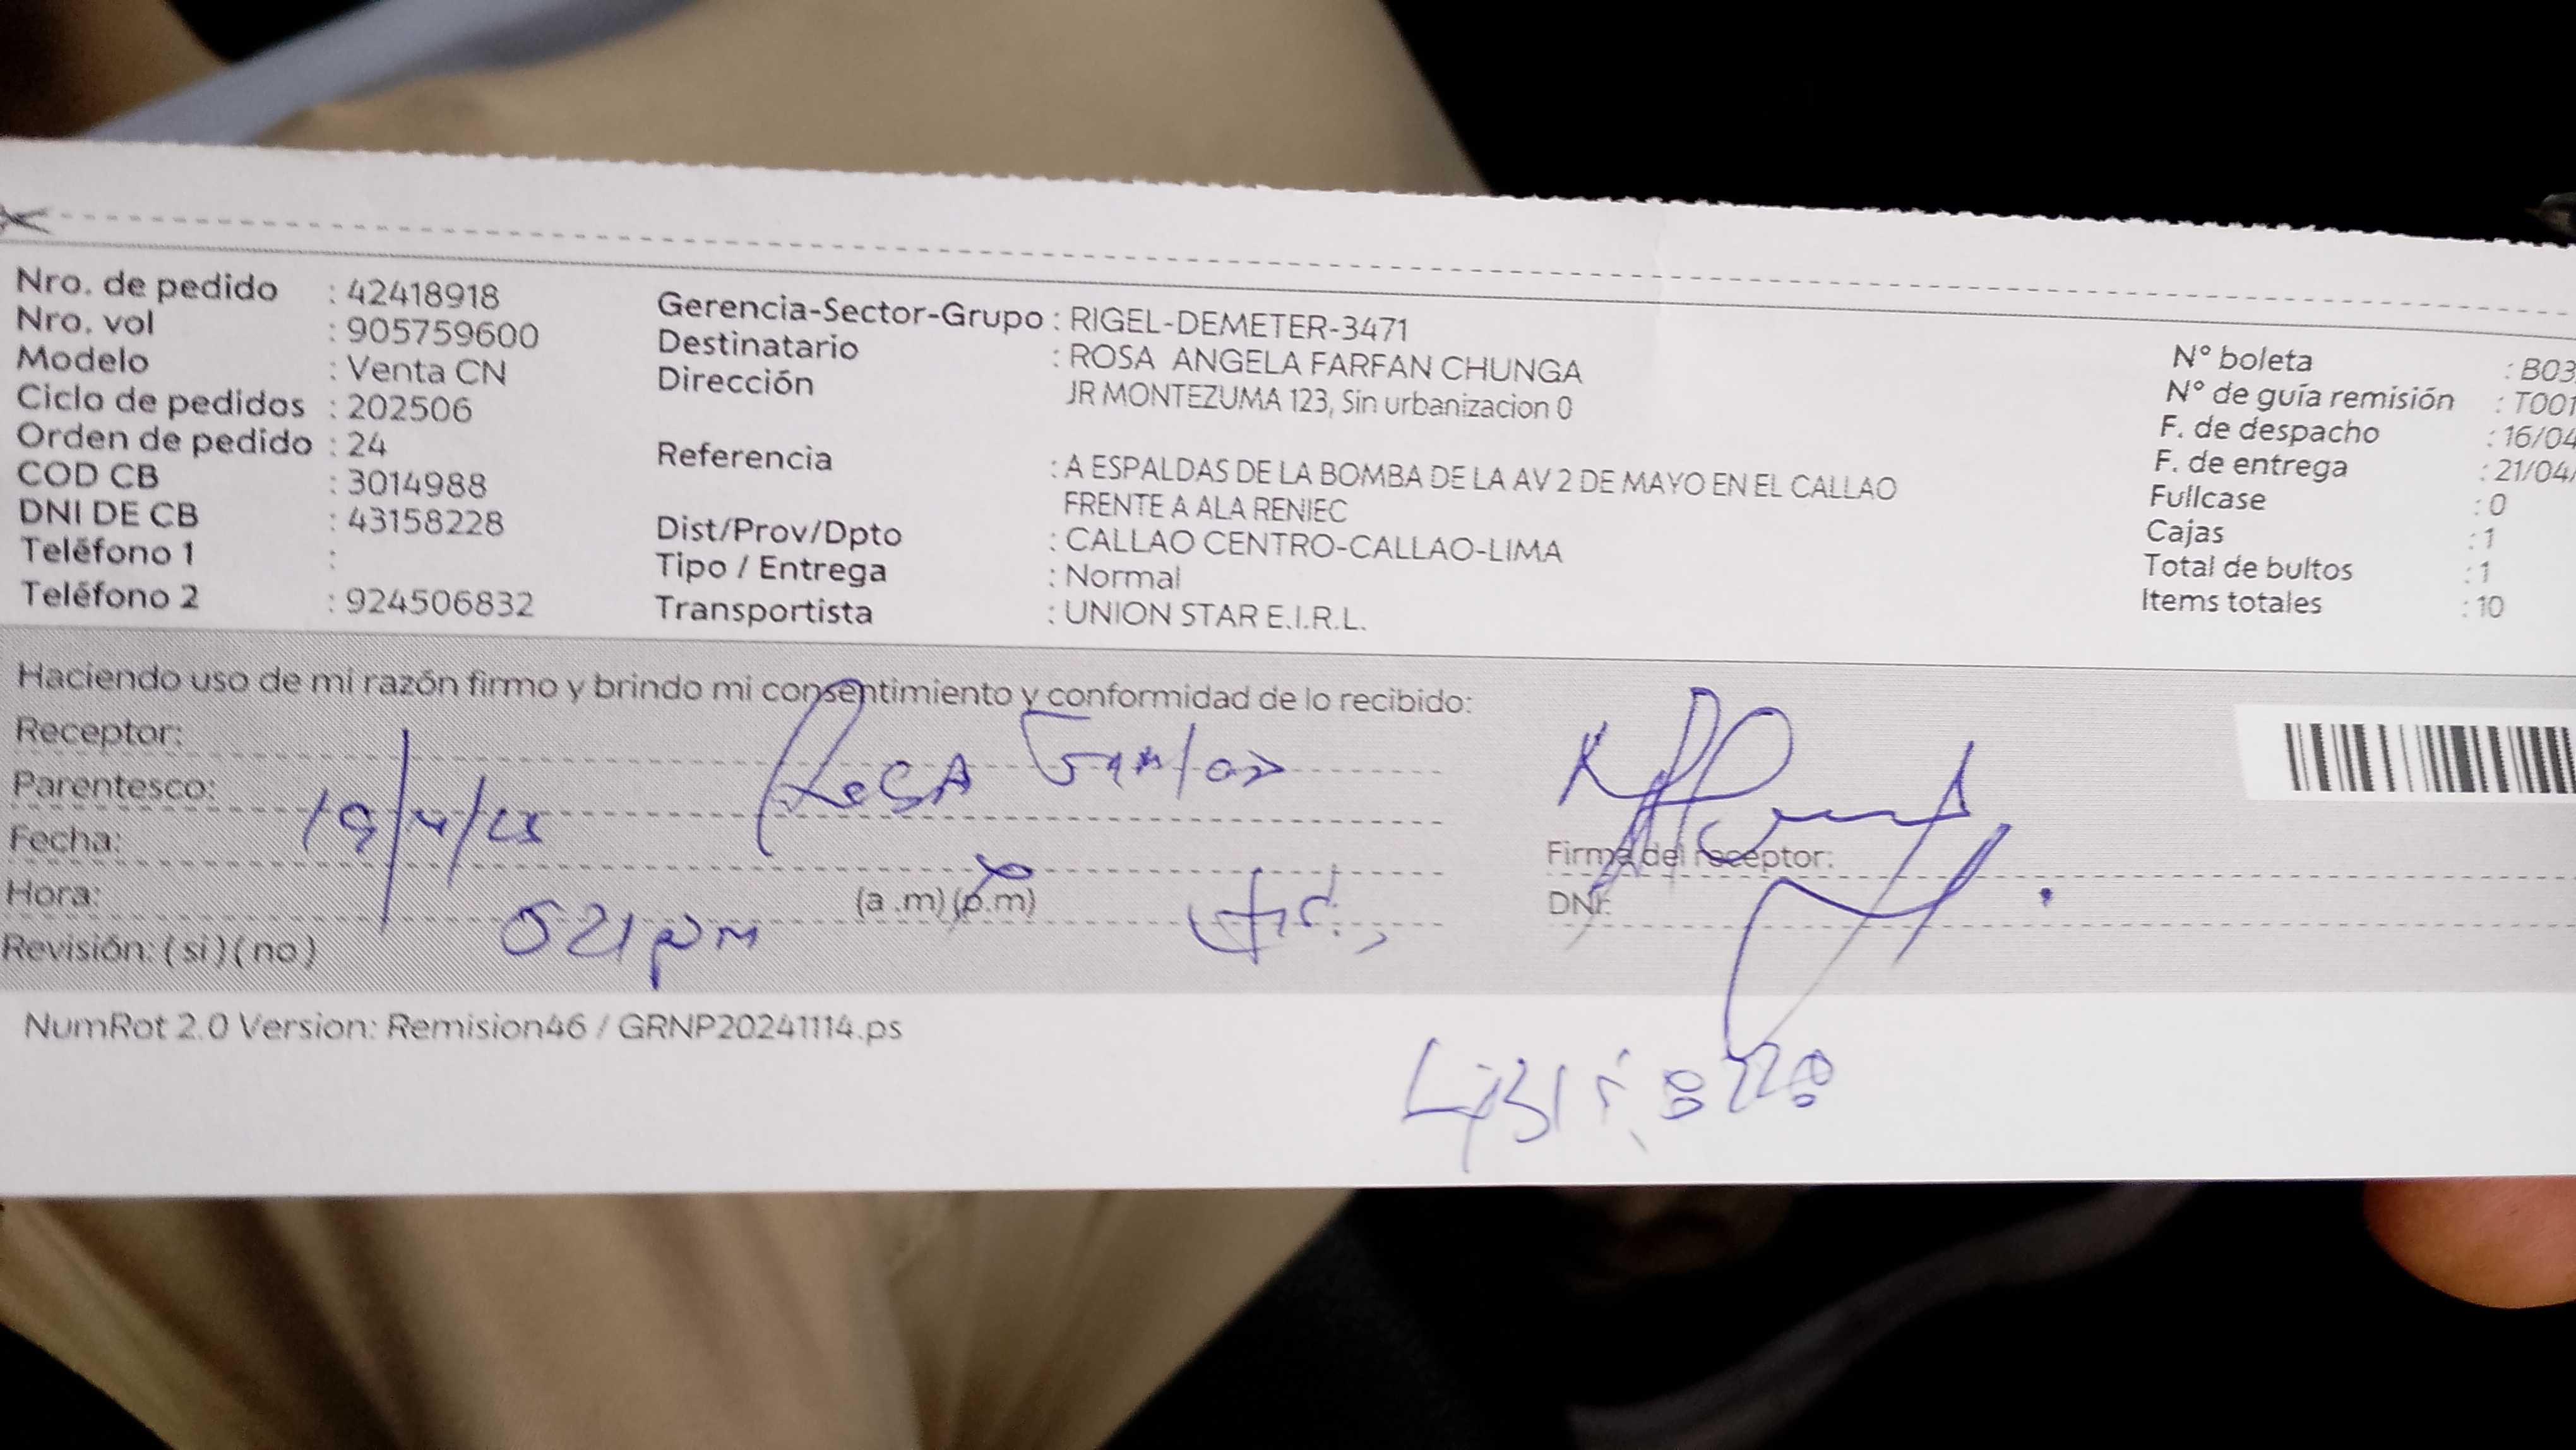 Nro. de pedido : 42418918
Nro. vol : 905759600
Modelo : Venta CN
Ciclo de pedidos : 202506
Orden de pedido : 24
COD CB : 3014988
DNI DE CB : 43158228
Teléfono 1 :
Teléfono 2 : 924506832
Gerencia-Sector-Grupo : RIGEL-DEMETER-3471
Destinatario : ROSA ANGELA FARFAN CHUNGA
Dirección JR MONTEZUMA 123, Sin urbanizacion 0
Referencia : A ESPALDAS DE LA BOMBA DE LA AV 2 DE MAYO EN EL CALLAO
FRENTE A ALA RENIEC
Dist/Prov/Dpto : CALLAO CENTRO-CALLAO-LIMA
Tipo / Entrega : Normal
Transportista : UNION STAR E.I.R.L.
N° boleta : B03
N° de guía remisión : T001
F. de despacho : 16/04
F. de entrega : 21/04/
Fullcase : 0
Cajas : 1
Total de bultos : 1
Items totales : 10
Haciendo uso de mi razón firmo y brindo mi consentimiento y conformidad de lo recibido:
Receptor: ROSA
Parentesco:
Fecha: 19/4/25
Hora: 521 pm (a .m) (p.m)
Revisión: ( si ) ( no )
Firma del receptor:
DNI:
NumRot 2.0 Version: Remision46 / GRNP20241114.ps